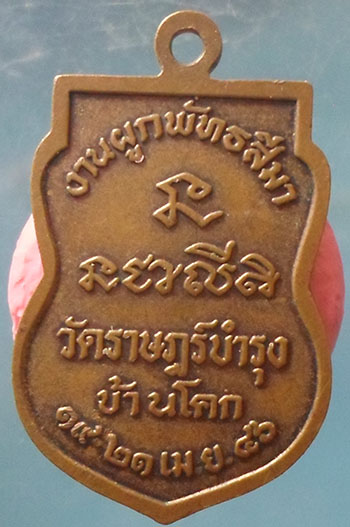 งานผูกพัทธสีมา
วัดราษฎร์บำรุง
บ้านโคก
๑๙-๒๑ เม.ย. ๔๖